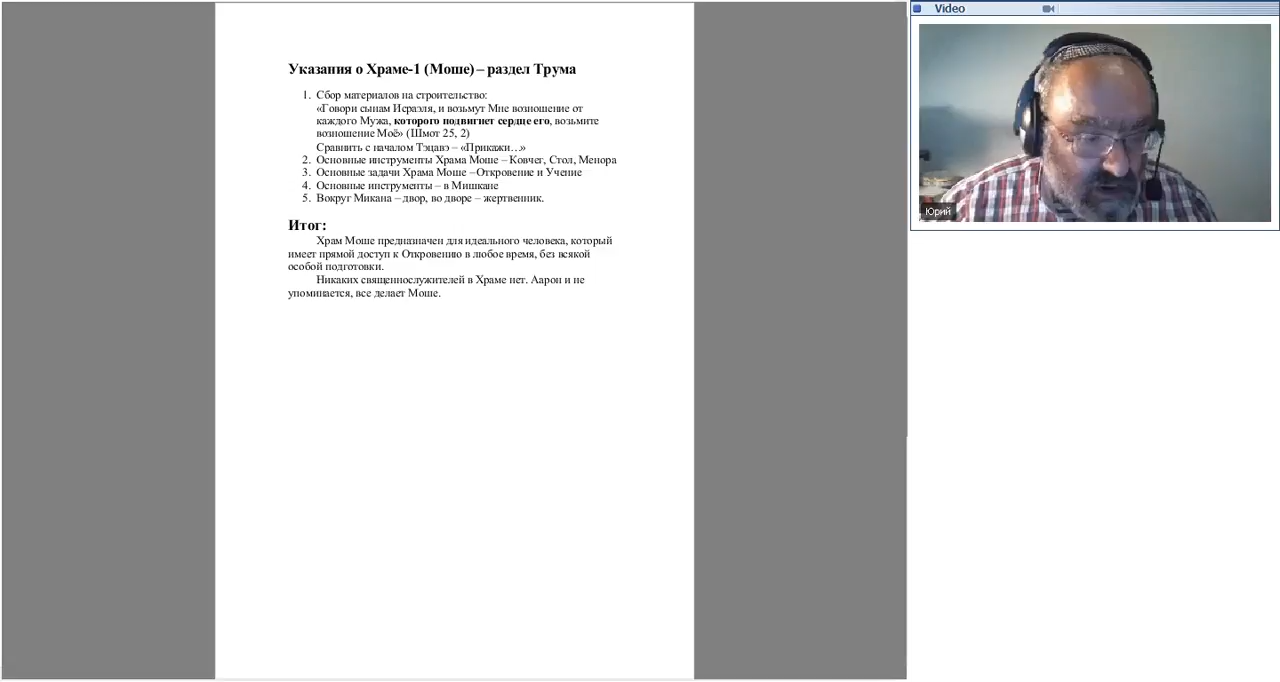 Указания о Храме-1 (Моше) – раздел Трума
1. Сбор материалов на строительство:
«Говори сынам Исраэля, и возьмут Мне возношение от
каждого Мужа, которого подвигнет сердце его, возьмите
возношение Моё» (Шмот 25, 2)
Сравнить с началом Тэцавэ – «Прикажи…»
2. Основные инструменты Храма Моше – Ковчег, Стол, Менора
3. Основные задачи Храма Моше –Откровение и Учение
4. Основные инструменты – в Мишкане
5. Вокруг Микана – двор, во дворе – жертвенник.
Итог:
Храм Моше предназначен для идеального человека, который
имеет прямой доступ к Откровению в любое время, без всякой
особой подготовки.
Никаких священнослужителей в Храме нет. Аарон и не
упоминается, все делает Моше.
Video
Юрий